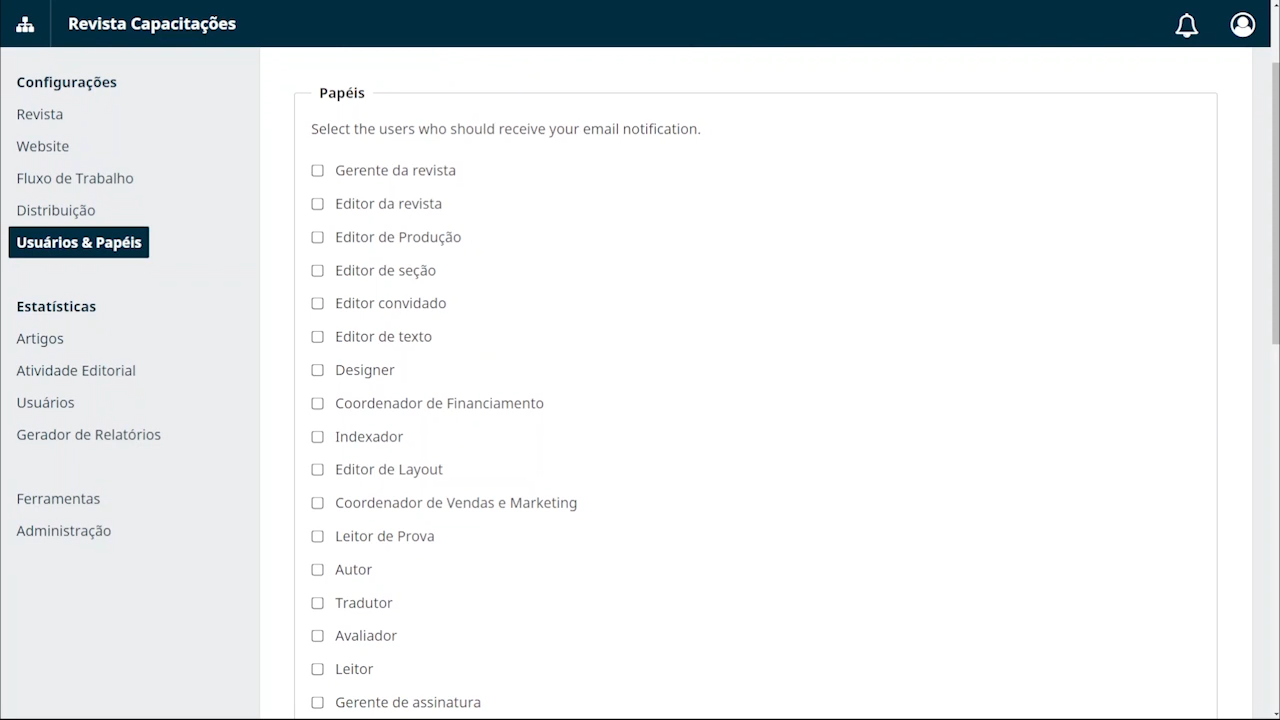 Revista Capacitações
Configurações
Revista
Website
Fluxo de Trabalho
Distribuição
Usuários & Papéis
Estatísticas
Artigos
Atividade Editorial
Usuários
Gerador de Relatórios
Ferramentas
Administração
Papéis
Select the users who should receive your email notification.
Gerente da revista
Editor da revista
Editor de Produção
Editor de seção
Editor convidado
Editor de texto
Designer
Coordenador de Financiamento
Indexador
Editor de Layout
Coordenador de Vendas e Marketing
Leitor de Prova
Autor
Tradutor
Avaliador
Leitor
Gerente de assinatura